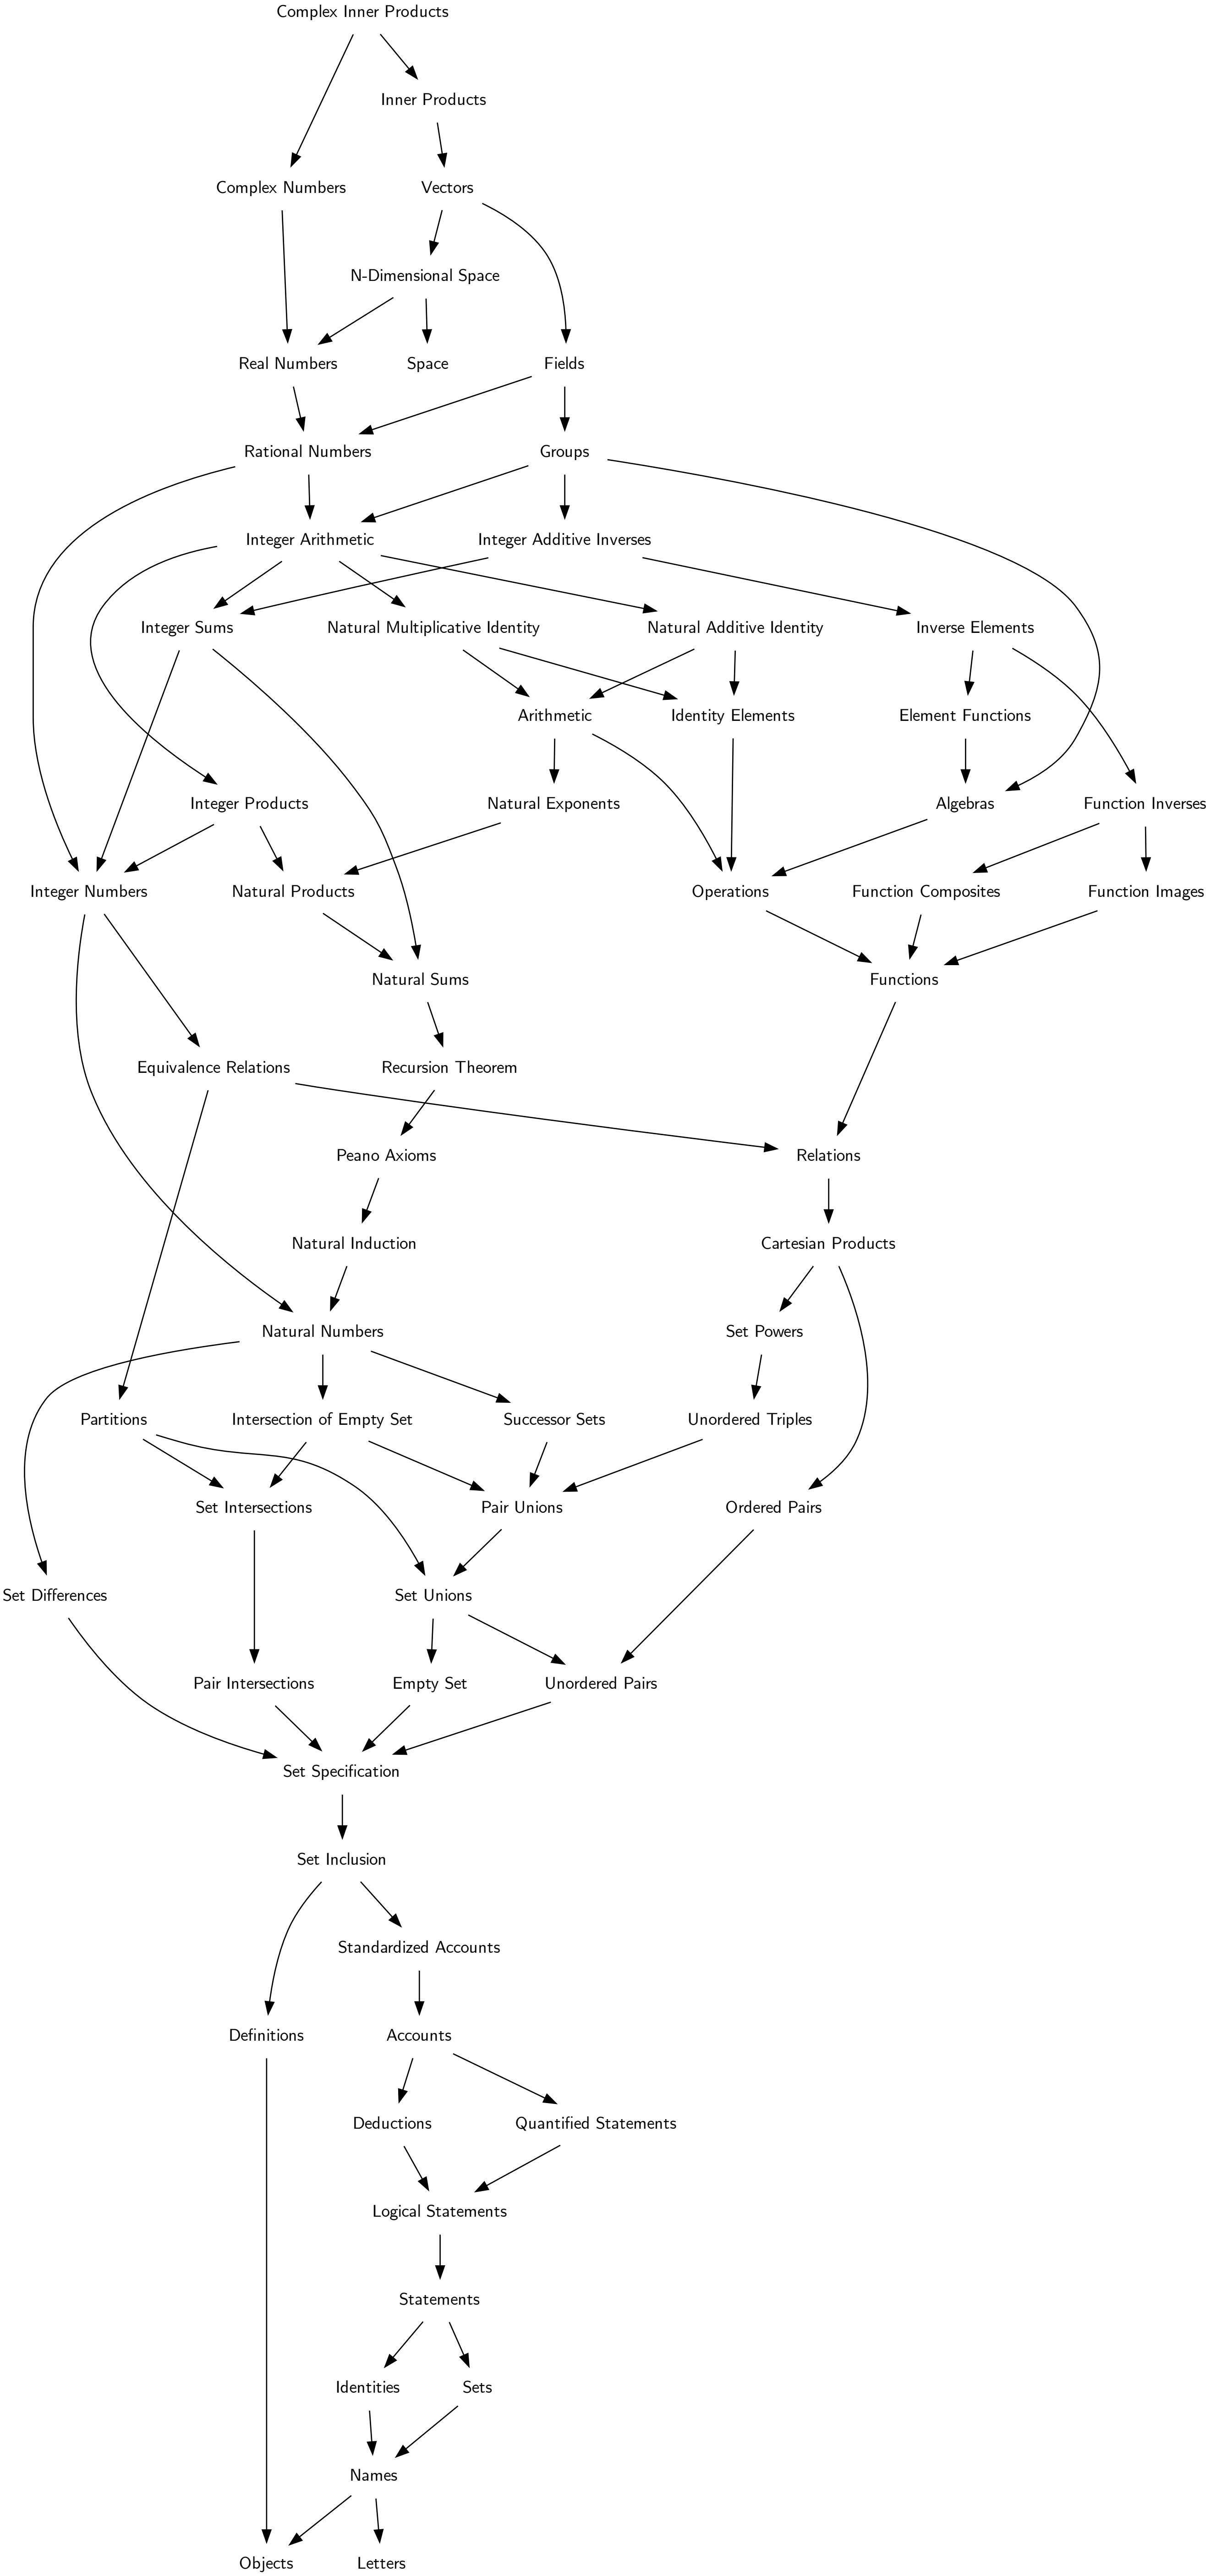 Complex Inner Products
Inner Products
Complex Numbers
Vectors
N-Dimensional Space
Real Numbers
Space
Fields
Rational Numbers
Groups
Integer Arithmetic
Integer Additive Inverses
Integer Sums
Natural Multiplicative Identity
Natural Additive Identity
Inverse Elements
Arithmetic
Identity Elements
Element Functions
Integer Products
Natural Exponents
Algebras
Function Inverses
Integer Numbers
Natural Products
Operations
Function Composites
Function Images
Natural Sums
Functions
Equivalence Relations
Recursion Theorem
Peano Axioms
Relations
Natural Induction
Cartesian Products
Natural Numbers
Set Powers
Partitions
Intersection of Empty Set
Successor Sets
Unordered Triples
Set Intersections
Pair Unions
Ordered Pairs
Set Differences
Set Unions
Pair Intersections
Empty Set
Unordered Pairs
Set Specification
Set Inclusion
Standardized Accounts
Definitions
Accounts
Deductions
Quantified Statements
Logical Statements
Statements
Identities
Sets
Names
Objects
Letters